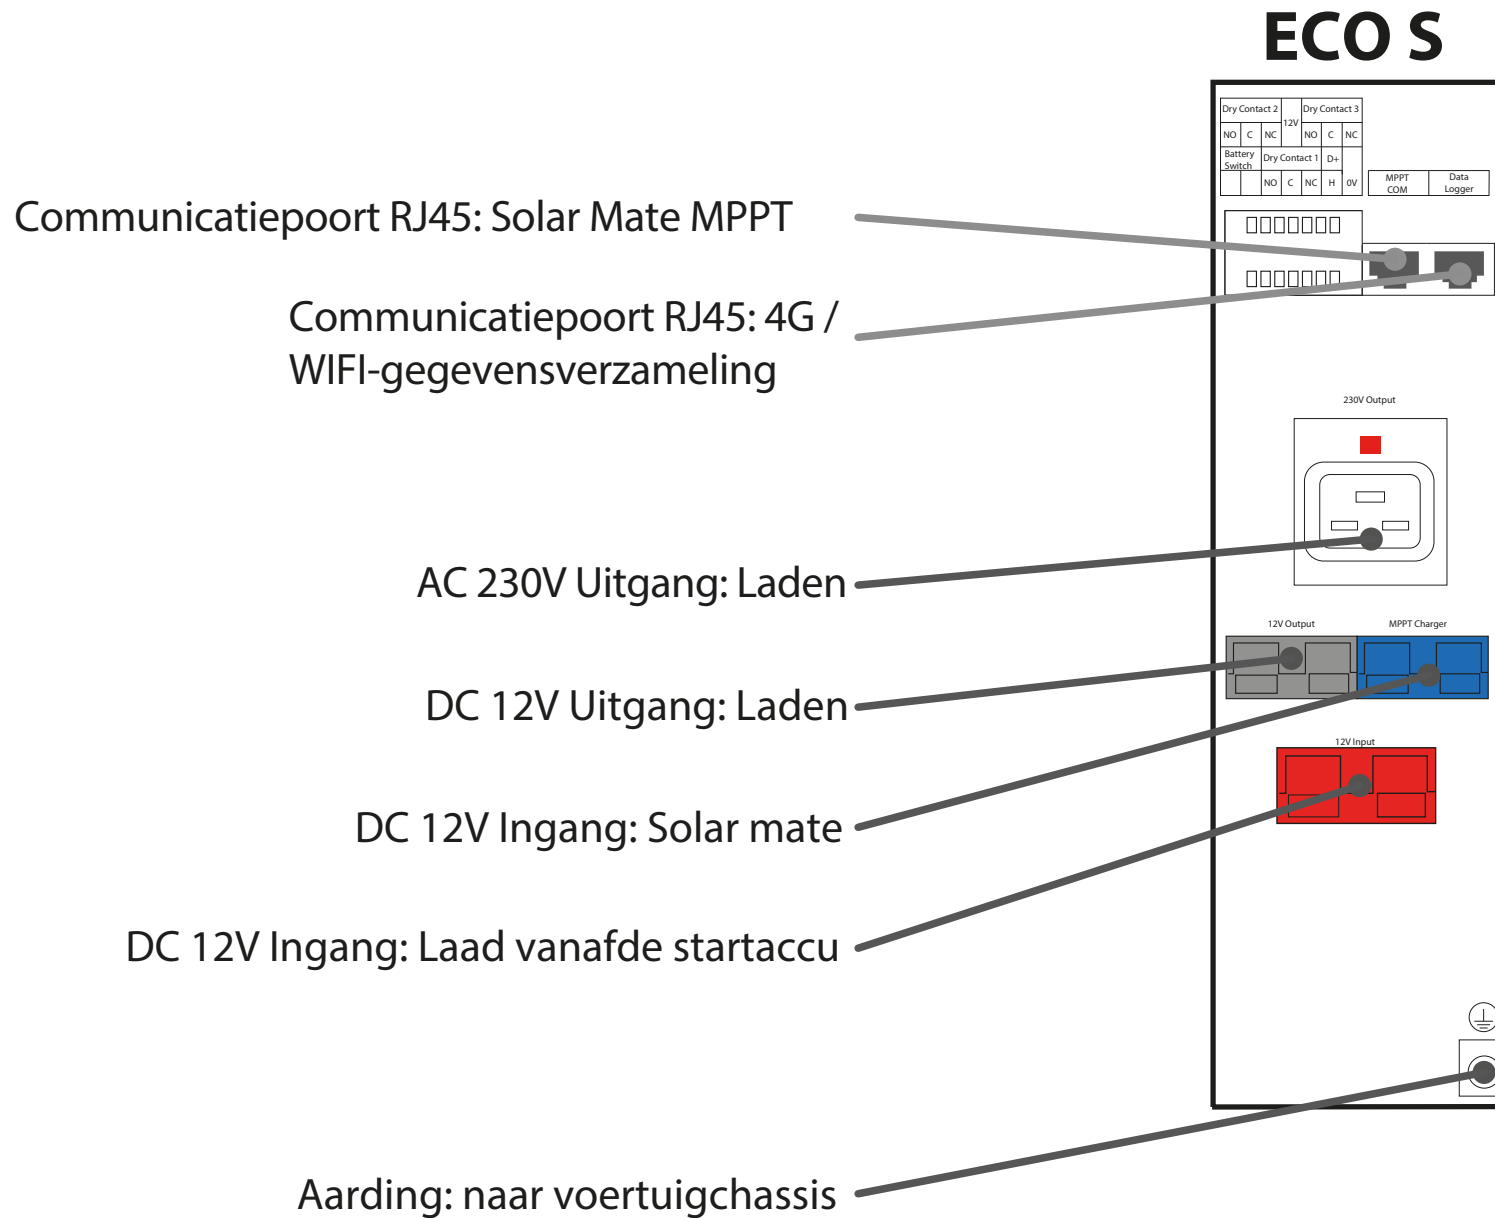 ECO S
Dry Contact 2 12V Dry Contact 3
NO C NC NO C NC
Battery Switch Dry Contact 1 D+
NO C NC H 0V
MPPT COM Data Logger
Communicatiepoort RJ45: Solar Mate MPPT
Communicatiepoort RJ45: 4G /
WIFI-gegevensverzameling
230V Output
AC 230V Uitgang: Laden
12V Output MPPT Charger
DC 12V Uitgang: Laden
12V Input
DC 12V Ingang: Solar mate
DC 12V Ingang: Laad vanafde startaccu
Aarding: naar voertuigchassis